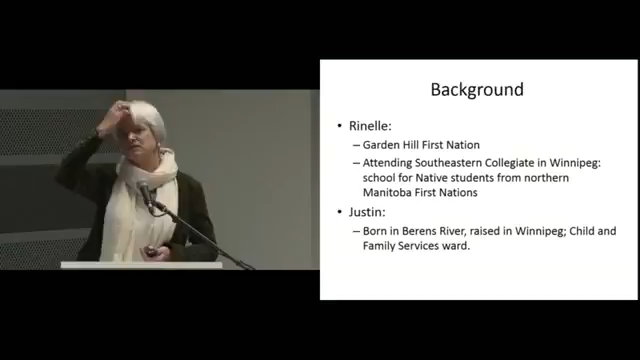 Background
• Rinelle:
– Garden Hill First Nation
– Attending Southeastern Collegiate in Winnipeg:
school for Native students from northern
Manitoba First Nations
• Justin:
– Born in Berens River, raised in Winnipeg; Child and
Family Services ward.